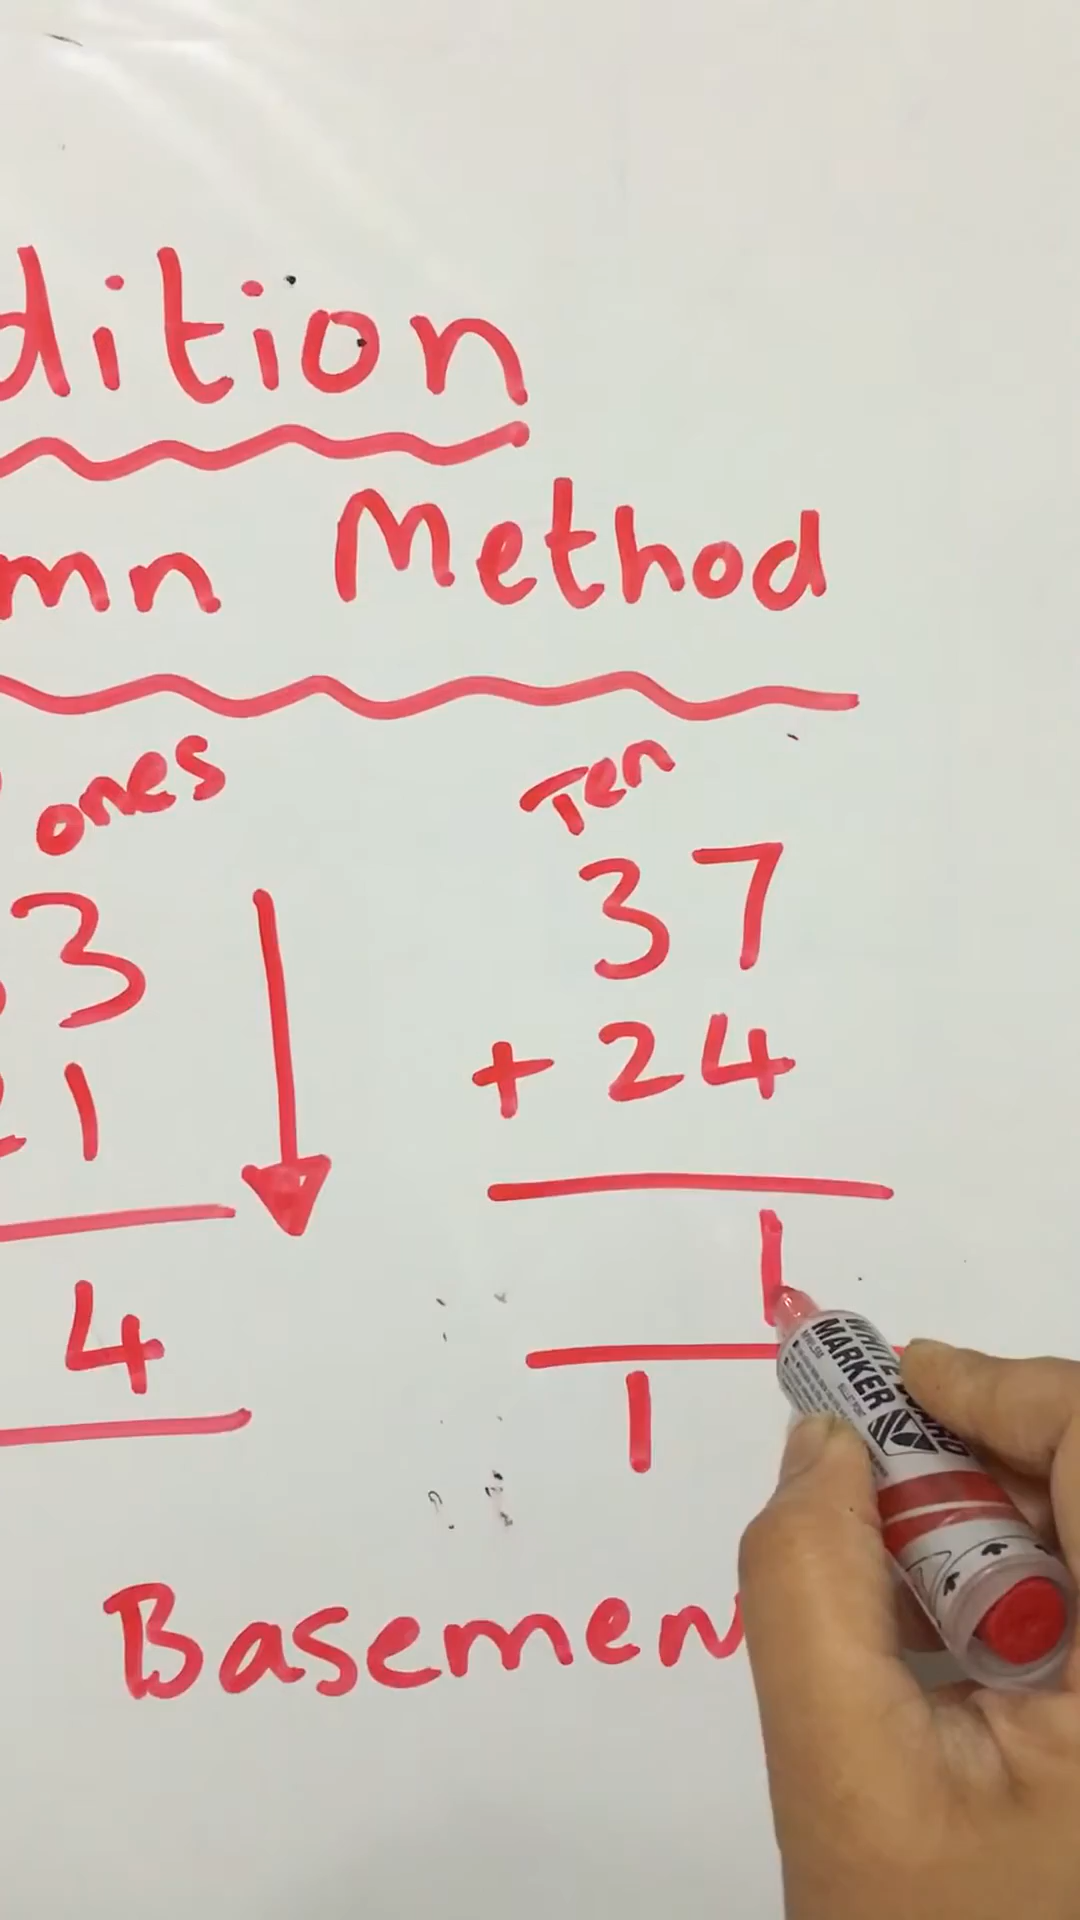 dition
mn Method
ones
Ten
3
37
1
+ 24
4
1
1
Basemen
WHITE BOARD
MARKER